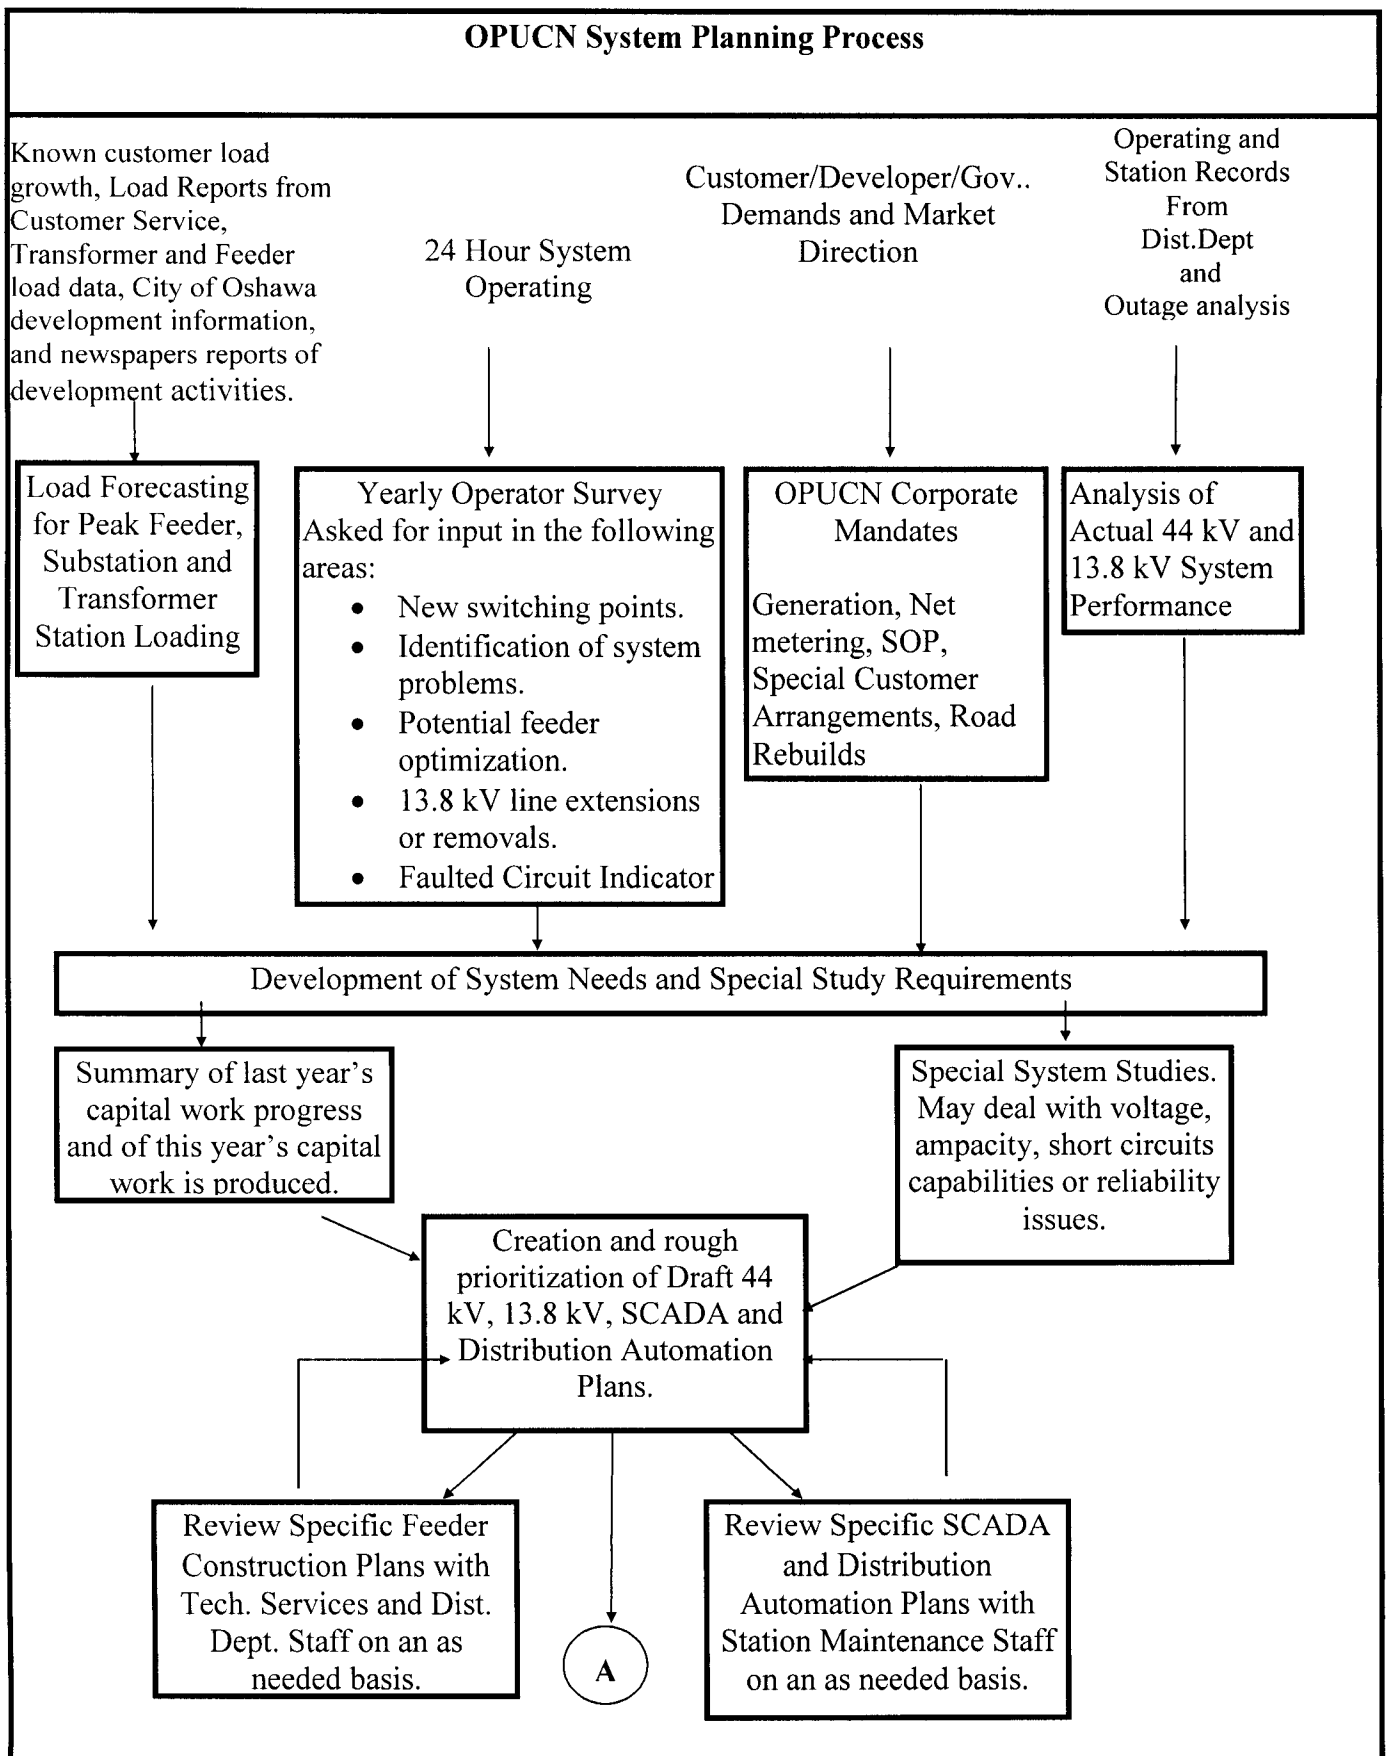 OPUCN System Planning Process
Known customer load
growth, Load Reports from
Customer Service,
Transformer and Feeder
load data, City of Oshawa
development information,
and newspapers reports of
development activities.
24 Hour System
Operating
Customer/Developer/Gov..
Demands and Market
Direction
Operating and
Station Records
From
Dist.Dept
and
Outage analysis
Load Forecasting
for Peak Feeder,
Substation and
Transformer
Station Loading
Yearly Operator Survey
Asked for input in the following
areas:
• New switching points.
• Identification of system
problems.
• Potential feeder
optimization.
• 13.8 kV line extensions
or removals.
• Faulted Circuit Indicator
OPUCN Corporate
Mandates
Generation, Net
metering, SOP,
Special Customer
Arrangements, Road
Rebuilds
Analysis of
Actual 44 kV and
13.8 kV System
Performance
Development of System Needs and Special Study Requirements
Summary of last year's
capital work progress
and of this year's capital
work is produced.
Special System Studies.
May deal with voltage,
ampacity, short circuits
capabilities or reliability
issues.
Creation and rough
prioritization of Draft 44
kV, 13.8 kV, SCADA and
Distribution Automation
Plans.
Review Specific Feeder
Construction Plans with
Tech. Services and Dist.
Dept. Staff on an as
needed basis.
A
Review Specific SCADA
and Distribution
Automation Plans with
Station Maintenance Staff
on an as needed basis.